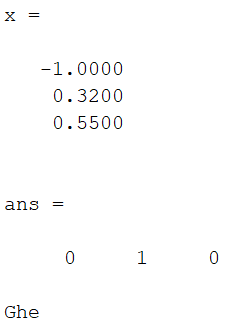 x =
-1.0000
0.3200
0.5500
ans =
0 1 0
Ghe